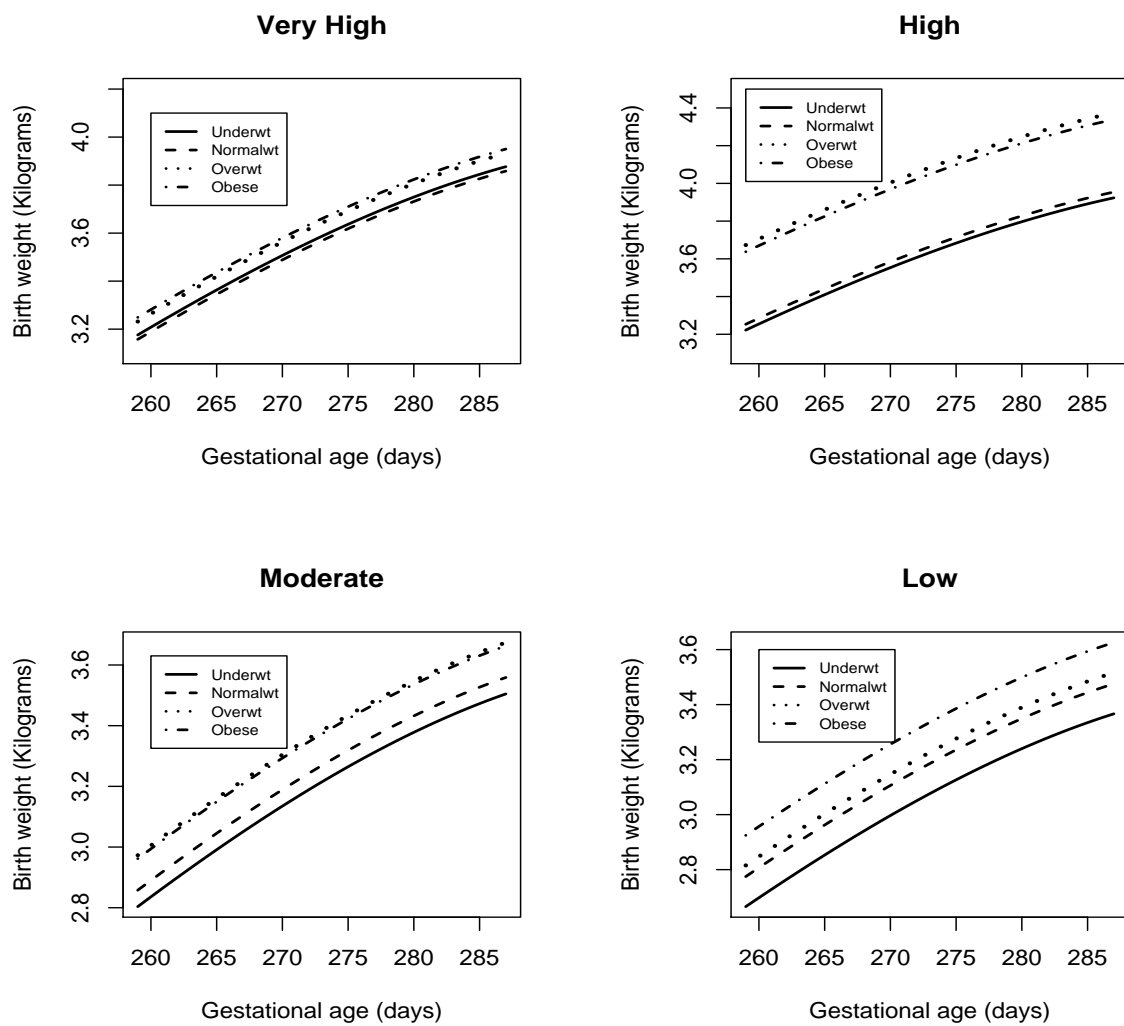 Very High
Birth weight (Kilograms)
3.2 3.6 4.0
Underwt
Normalwt
Overwt
Obese
260 265 270 275 280 285
Gestational age (days)
High
Birth weight (Kilograms)
3.2 3.6 4.0 4.4
Underwt
Normalwt
Overwt
Obese
260 265 270 275 280 285
Gestational age (days)
Moderate
Birth weight (Kilograms)
2.8 3.0 3.2 3.4 3.6
Underwt
Normalwt
Overwt
Obese
260 265 270 275 280 285
Gestational age (days)
Low
Birth weight (Kilograms)
2.8 3.0 3.2 3.4 3.6
Underwt
Normalwt
Overwt
Obese
260 265 270 275 280 285
Gestational age (days)